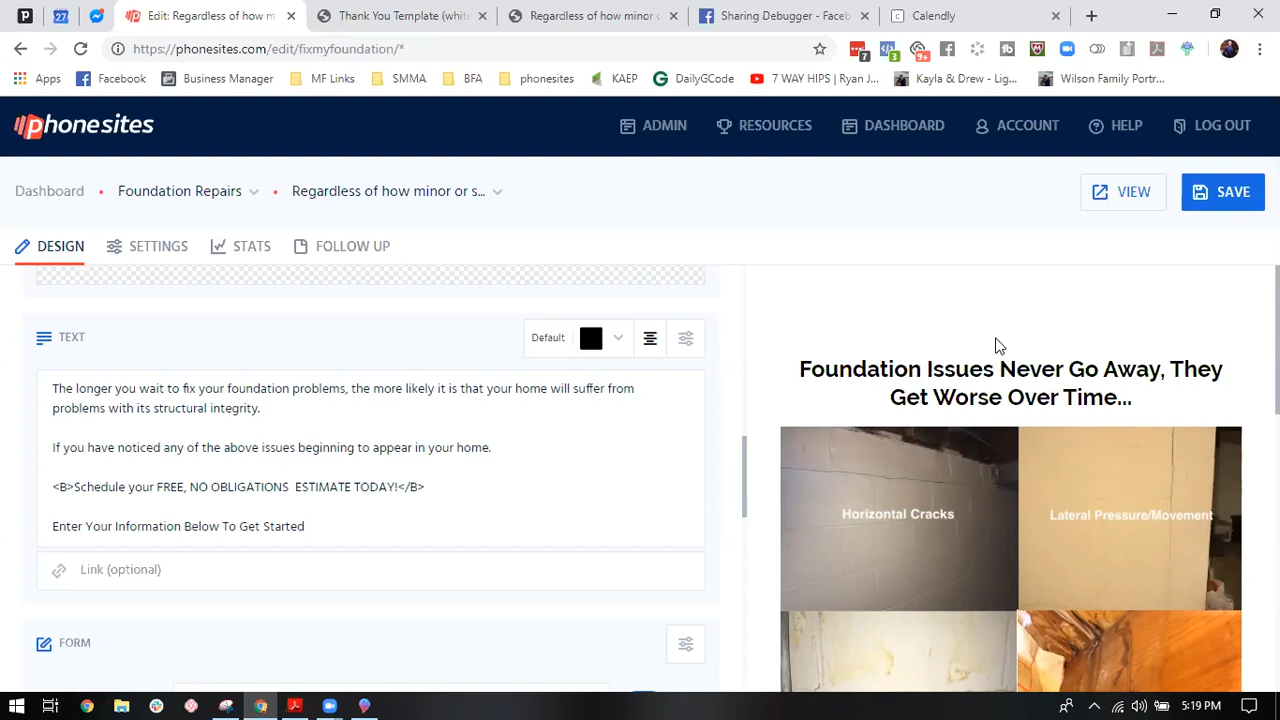 27
Edit: Regardless of how m
Thank You Template (whit
Regardless of how minor o
Sharing Debugger - Faceb
Calendly
https://phonesites.com/edit/fixmyfoundation/*
7
3
9+
Apps
Facebook
Business Manager
MF Links
SMMA
BFA
phonesites
KAEP
DailyGCode
7 WAY HIPS | Ryan J...
Kayla & Drew - Lig...
Wilson Family Portr...
phonesites
ADMIN
RESOURCES
DASHBOARD
ACCOUNT
HELP
LOG OUT
Dashboard
Foundation Repairs
Regardless of how minor or s...
VIEW
SAVE
DESIGN
SETTINGS
STATS
FOLLOW UP
TEXT
Default
The longer you wait to fix your foundation problems, the more likely it is that your home will suffer from
problems with its structural integrity.
If you have noticed any of the above issues beginning to appear in your home.
<B>Schedule your FREE, NO OBLIGATIONS  ESTIMATE TODAY!</B>
Enter Your Information Below To Get Started
Link (optional)
FORM
Foundation Issues Never Go Away, They
Get Worse Over Time...
Horizontal Cracks
Lateral Pressure/Movement
5:19 PM